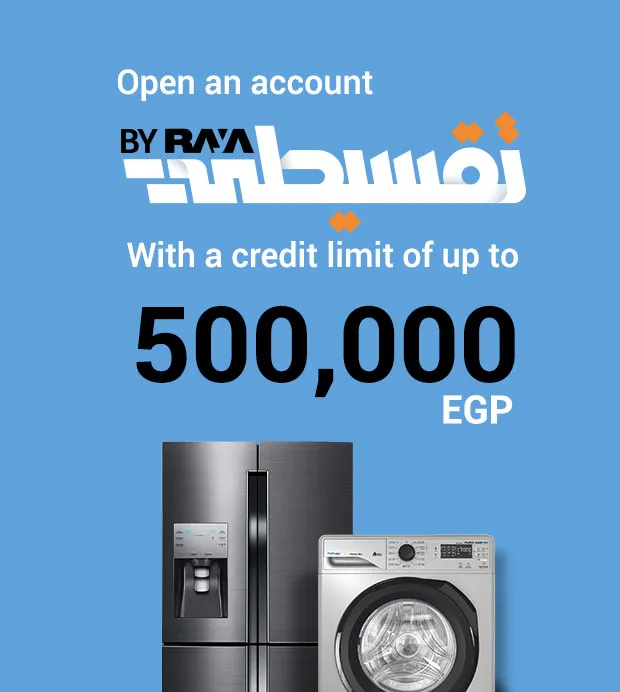 Open an account
BY RAYA
تقسيطي
With a credit limit of up to
500,000
EGP